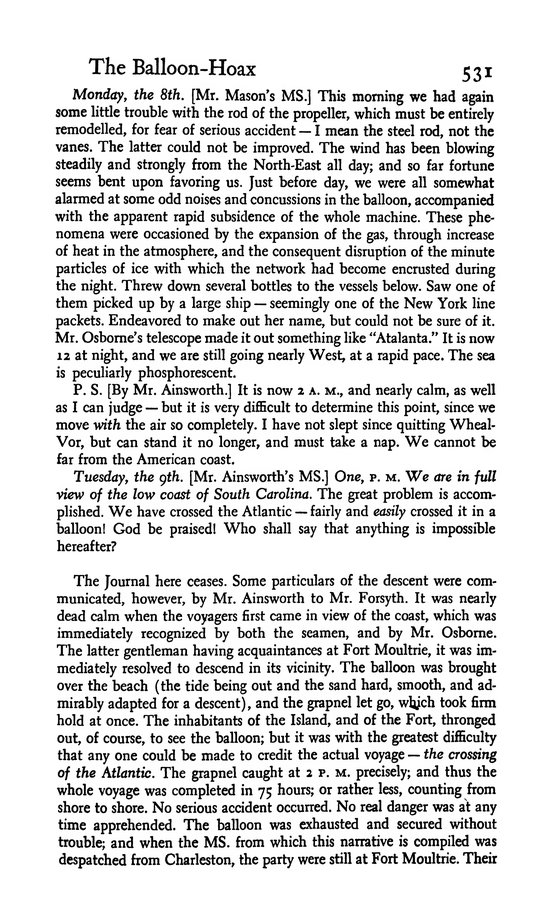 The Balloon-Hoax 531
Monday, the 8th. [Mr. Mason's MS.] This morning we had again
some little trouble with the rod of the propeller, which must be entirely
remodelled, for fear of serious accident — I mean the steel rod, not the
vanes. The latter could not be improved. The wind has been blowing
steadily and strongly from the North-East all day; and so far fortune
seems bent upon favoring us. Just before day, we were all somewhat
alarmed at some odd noises and concussions in the balloon, accompanied
with the apparent rapid subsidence of the whole machine. These phe-
nomena were occasioned by the expansion of the gas, through increase
of heat in the atmosphere, and the consequent disruption of the minute
particles of ice with which the network had become encrusted during
the night. Threw down several bottles to the vessels below. Saw one of
them picked up by a large ship — seemingly one of the New York line
packets. Endeavored to make out her name, but could not be sure of it.
Mr. Osborne's telescope made it out something like "Atalanta." It is now
12 at night, and we are still going nearly West, at a rapid pace. The sea
is peculiarly phosphorescent.
P. S. [By Mr. Ainsworth.] It is now 2 A. M., and nearly calm, as well
as I can judge — but it is very difficult to determine this point, since we
move with the air so completely. I have not slept since quitting Wheal-
Vor, but can stand it no longer, and must take a nap. We cannot be
far from the American coast.
Tuesday, the 9th. [Mr. Ainsworth's MS.] One, P. M. We are in full
view of the low coast of South Carolina. The great problem is accom-
plished. We have crossed the Atlantic — fairly and easily crossed it in a
balloon! God be praised! Who shall say that anything is impossible
hereafter?
The Journal here ceases. Some particulars of the descent were com-
municated, however, by Mr. Ainsworth to Mr. Forsyth. It was nearly
dead calm when the voyagers first came in view of the coast, which was
immediately recognized by both the seamen, and by Mr. Osborne.
The latter gentleman having acquaintances at Fort Moultrie, it was im-
mediately resolved to descend in its vicinity. The balloon was brought
over the beach (the tide being out and the sand hard, smooth, and ad-
mirably adapted for a descent), and the grapnel let go, which took firm
hold at once. The inhabitants of the Island, and of the Fort, thronged
out, of course, to see the balloon; but it was with the greatest difficulty
that any one could be made to credit the actual voyage — the crossing
of the Atlantic. The grapnel caught at 2 P. M. precisely; and thus the
whole voyage was completed in 75 hours; or rather less, counting from
shore to shore. No serious accident occurred. No real danger was at any
time apprehended. The balloon was exhausted and secured without
trouble; and when the MS. from which this narrative is compiled was
despatched from Charleston, the party were still at Fort Moultrie. Their